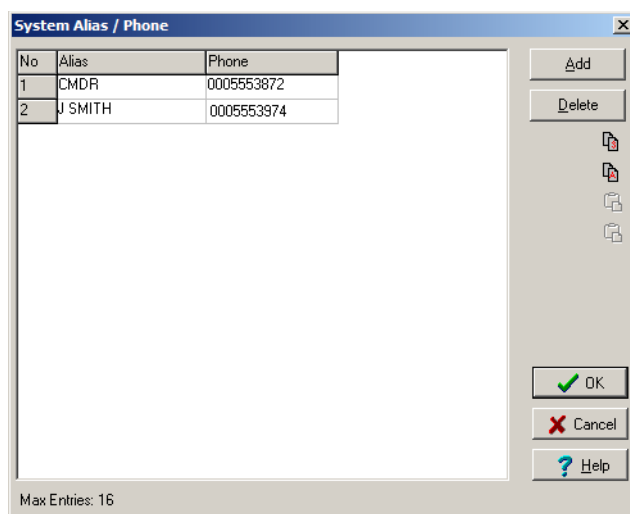 System Alias / Phone
No Alias Phone
1 CMDR 0005553872
2 J SMITH 0005553974
Add
Delete
OK
Cancel
? Help
Max Entries: 16